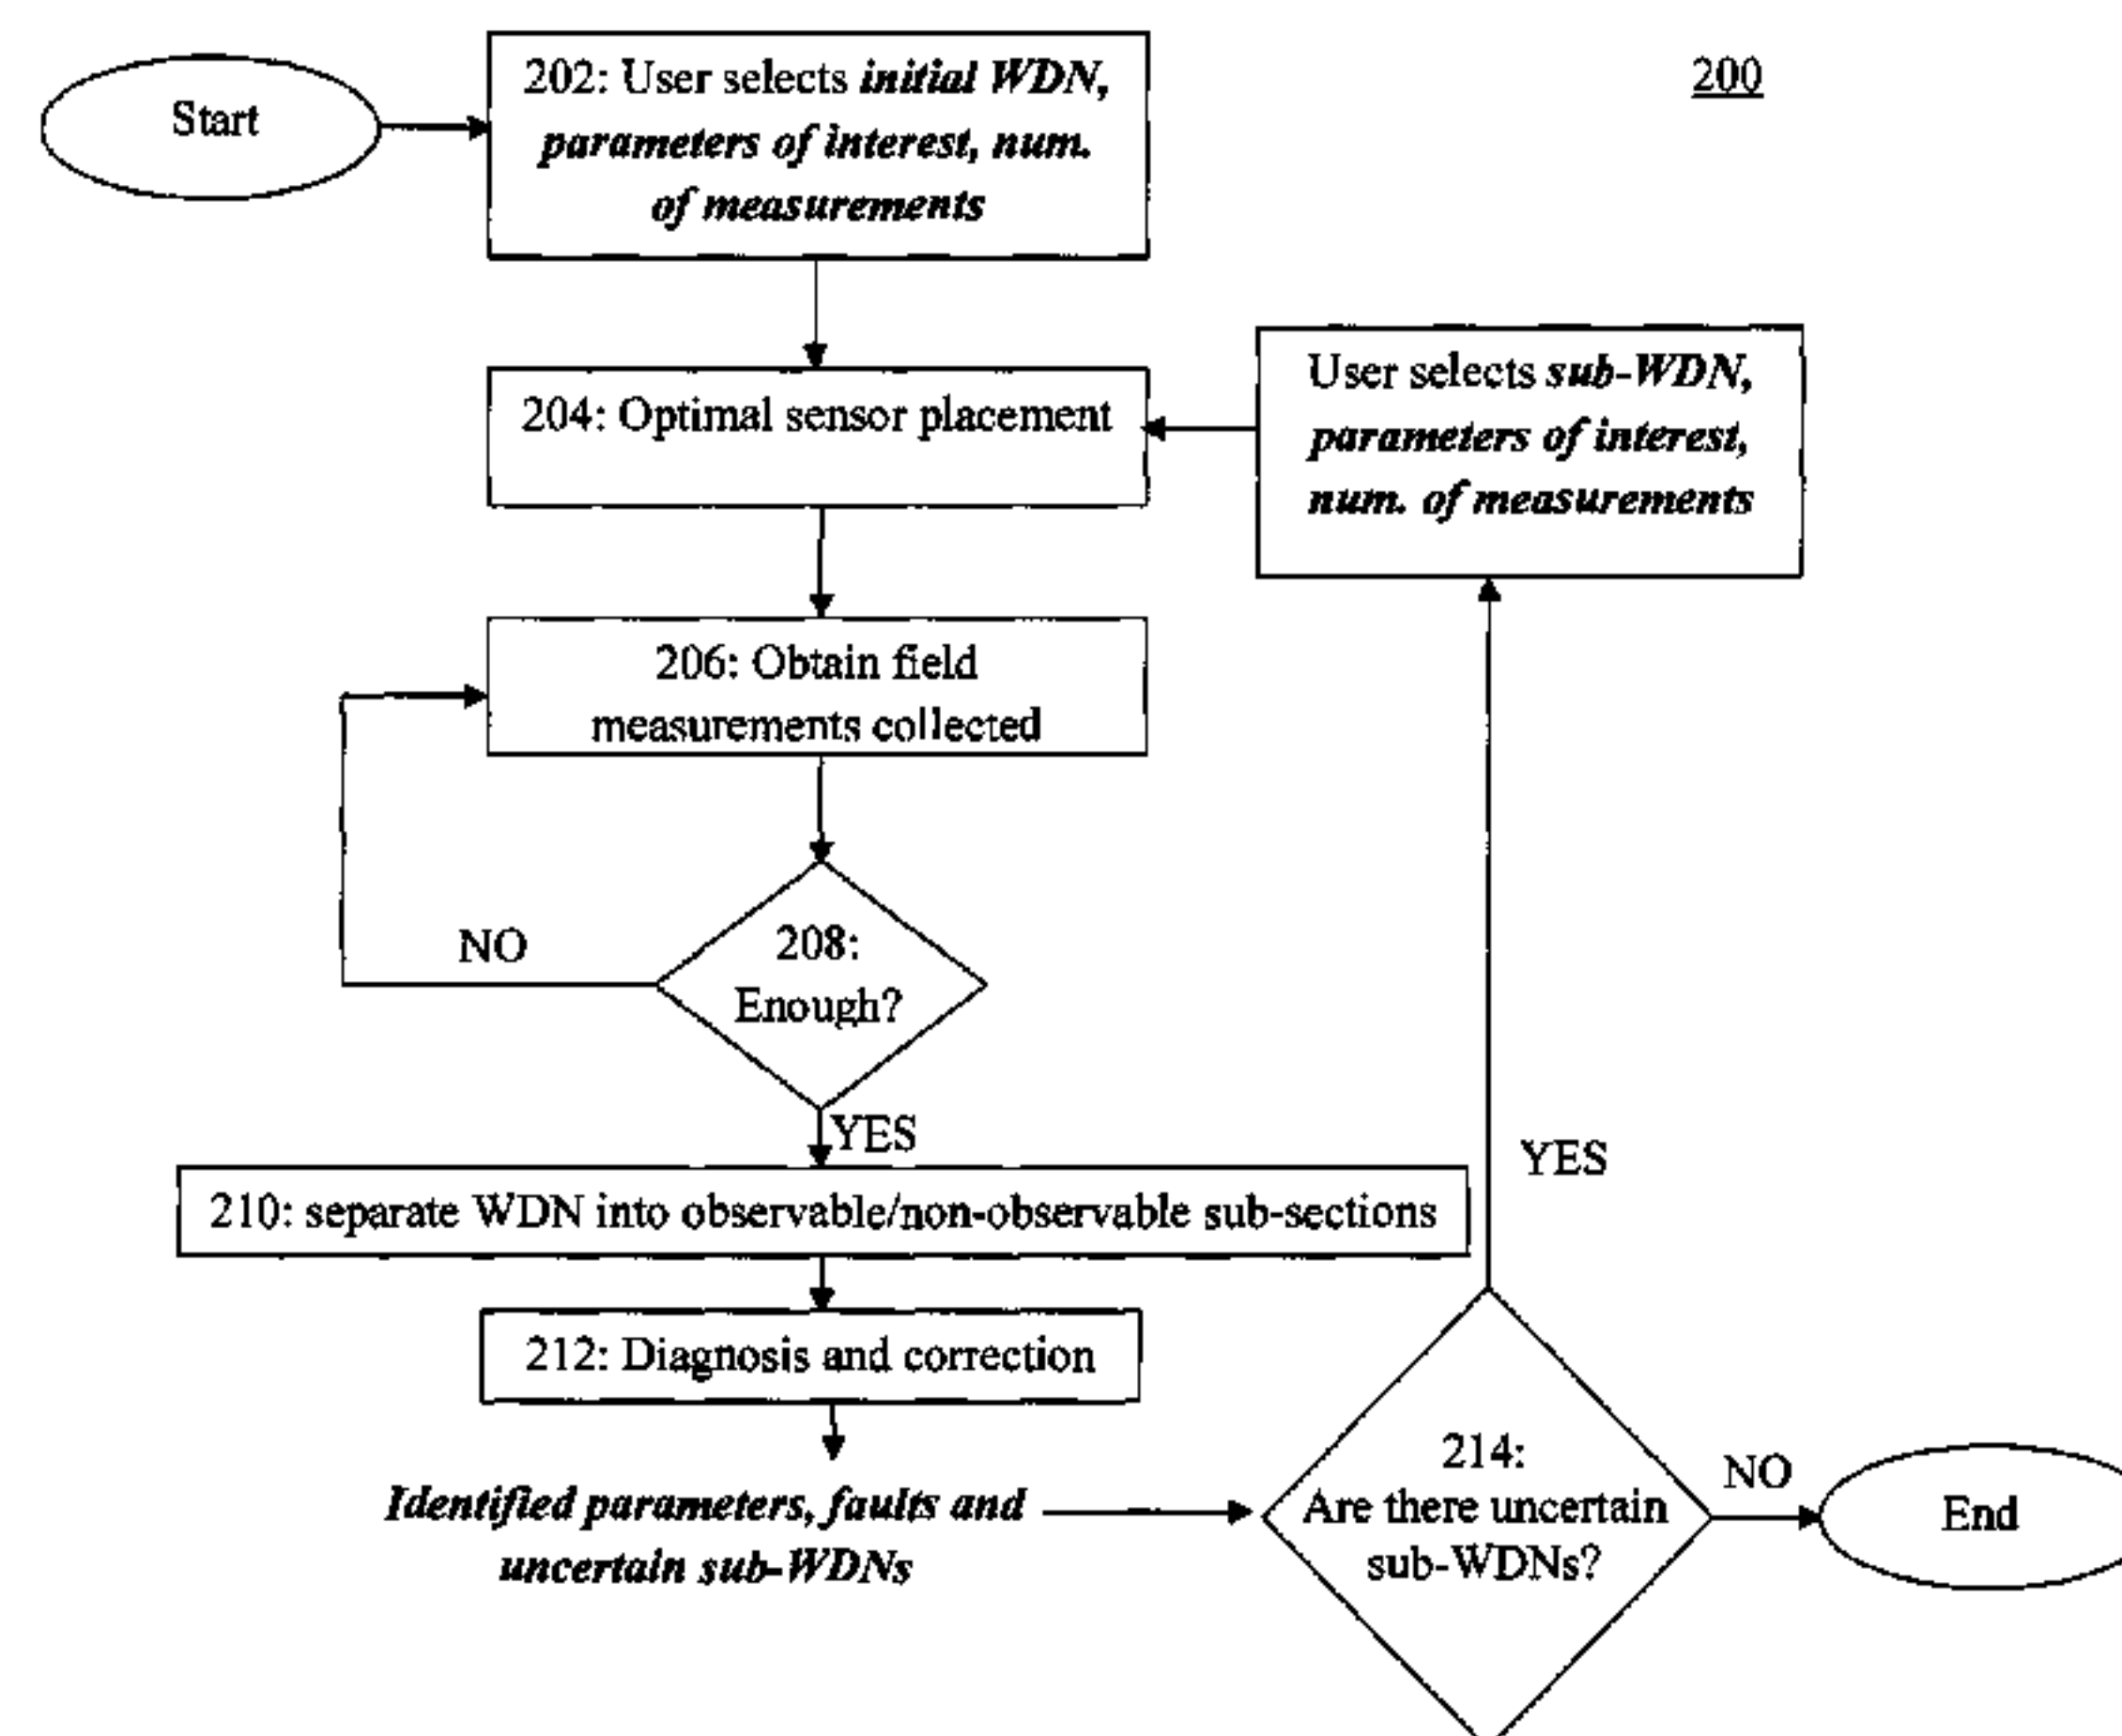 Start
202: User selects initial WDN,
parameters of interest, num.
of measurements
200
204: Optimal sensor placement
User selects sub-WDN,
parameters of interest,
num. of measurements
206: Obtain field
measurements collected
208:
Enough?
NO
YES
210: separate WDN into observable/non-observable sub-sections
212: Diagnosis and correction
Identified parameters, faults and
uncertain sub-WDNs
214:
Are there uncertain
sub-WDNs?
YES
NO
End